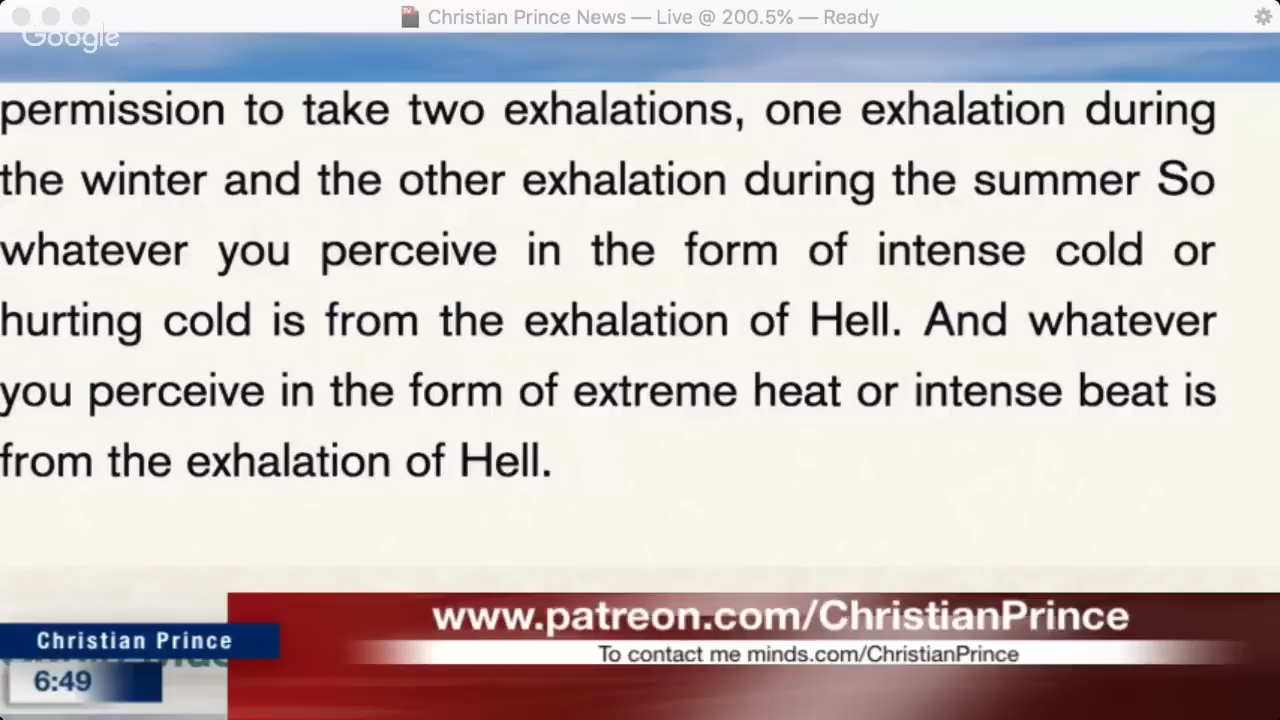 Christian Prince News — Live @ 200.5% — Ready
Google
permission to take two exhalations, one exhalation during
the winter and the other exhalation during the summer So
whatever you perceive in the form of intense cold or
hurting cold is from the exhalation of Hell. And whatever
you perceive in the form of extreme heat or intense beat is
from the exhalation of Hell.
www.patreon.com/ChristianPrince
Christian Prince
To contact me minds.com/ChristianPrince
6:49